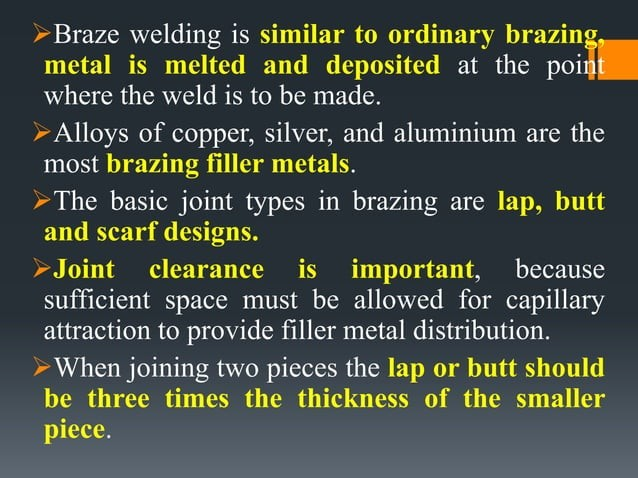 ➢Braze welding is similar to ordinary brazing,
metal is melted and deposited at the point
where the weld is to be made.
➢Alloys of copper, silver, and aluminium are the
most brazing filler metals.
➢The basic joint types in brazing are lap, butt
and scarf designs.
➢Joint clearance is important, because
sufficient space must be allowed for capillary
attraction to provide filler metal distribution.
➢When joining two pieces the lap or butt should
be three times the thickness of the smaller
piece.